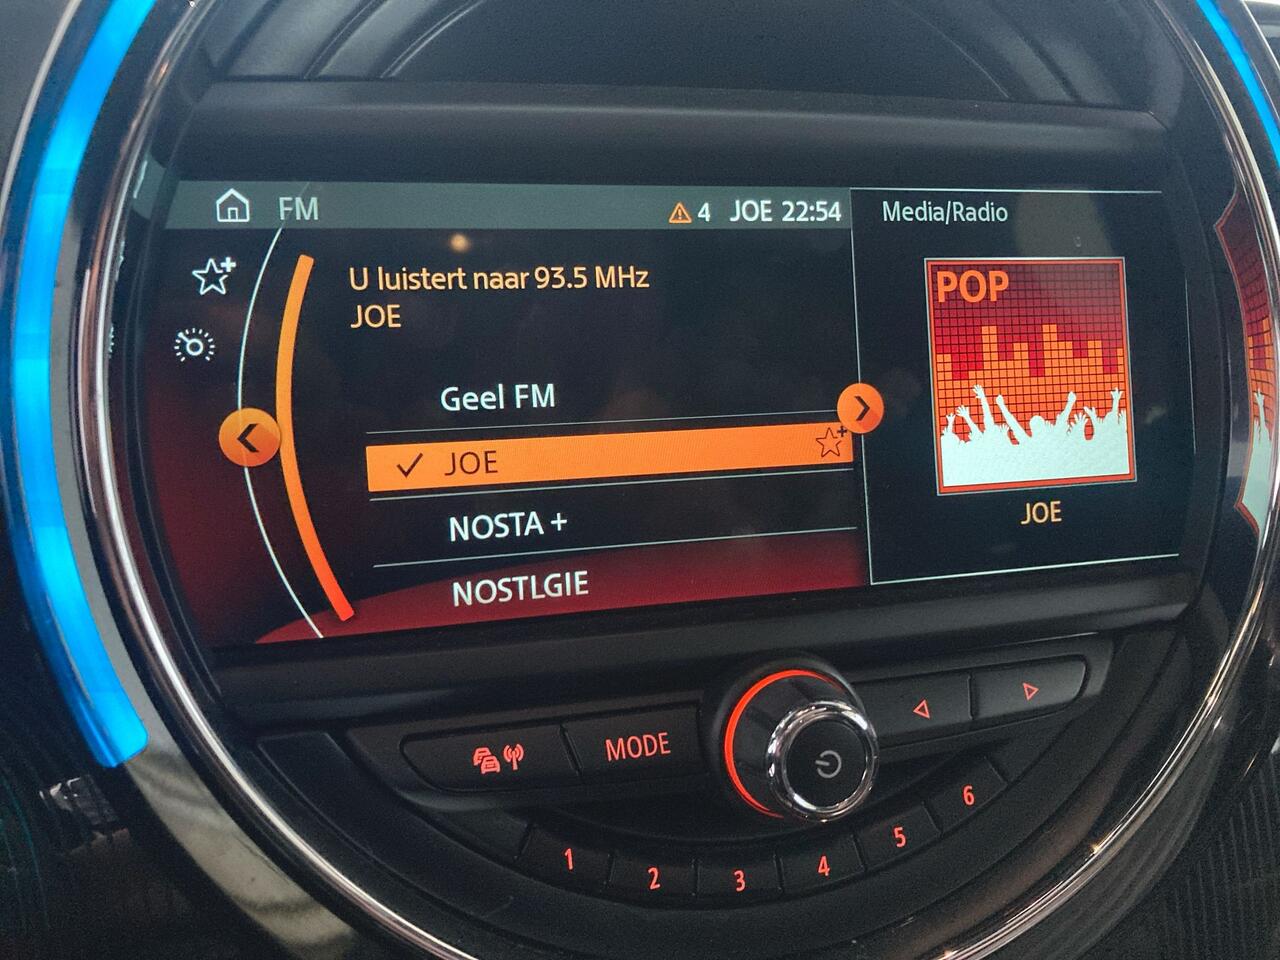 FM
4 JOE 22:54
Media/Radio
U luistert naar 93.5 MHz
JOE
Geel FM
JOE
NOSTA +
NOSTLGIE
POP
JOE
MODE
1 2 3 4 5 6